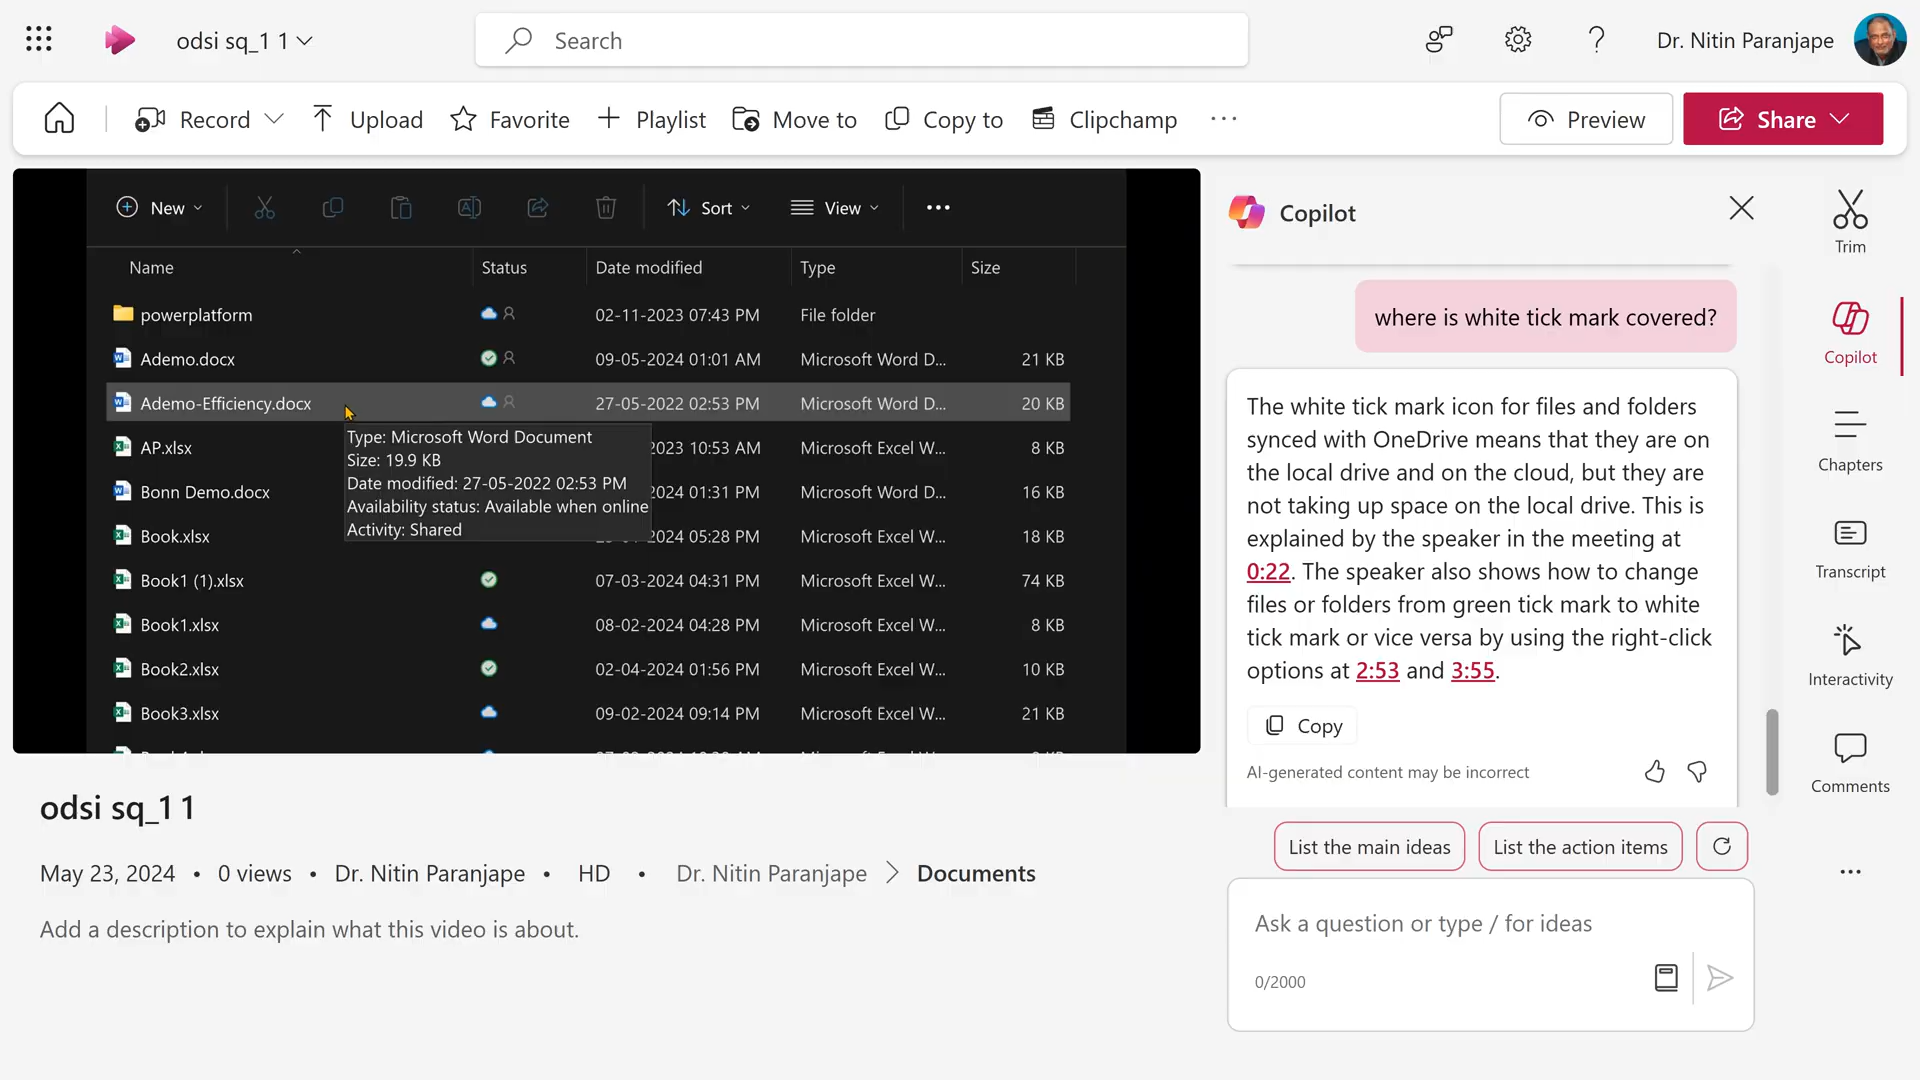 odsi sq_1 1
Search
Dr. Nitin Paranjape
Record
Upload
Favorite
Playlist
Move to
Copy to
Clipchamp
Preview
Share
New
Sort
View
Name Status Date modified Type Size
powerplatform 02-11-2023 07:43 PM File folder
Ademo.docx 09-05-2024 01:01 AM Microsoft Word D... 21 KB
Ademo-Efficiency.docx 27-05-2022 02:53 PM Microsoft Word D... 20 KB
AP.xlsx 2023 10:53 AM Microsoft Excel W... 8 KB
Bonn Demo.docx 2024 01:31 PM Microsoft Word D... 16 KB
Book.xlsx 2024 05:28 PM Microsoft Excel W... 18 KB
Book1 (1).xlsx 07-03-2024 04:31 PM Microsoft Excel W... 74 KB
Book1.xlsx 08-02-2024 04:28 PM Microsoft Excel W... 8 KB
Book2.xlsx 02-04-2024 01:56 PM Microsoft Excel W... 10 KB
Book3.xlsx 09-02-2024 09:14 PM Microsoft Excel W... 21 KB
Type: Microsoft Word Document
Size: 19.9 KB
Date modified: 27-05-2022 02:53 PM
Availability status: Available when online
Activity: Shared
odsi sq_1 1
May 23, 2024 • 0 views • Dr. Nitin Paranjape • HD • Dr. Nitin Paranjape > Documents
Add a description to explain what this video is about.
Copilot
where is white tick mark covered?
The white tick mark icon for files and folders
synced with OneDrive means that they are on
the local drive and on the cloud, but they are
not taking up space on the local drive. This is
explained by the speaker in the meeting at
0:22. The speaker also shows how to change
files or folders from green tick mark to white
tick mark or vice versa by using the right-click
options at 2:53 and 3:55.
Copy
AI-generated content may be incorrect
List the main ideas
List the action items
Ask a question or type / for ideas
0/2000
Trim
Copilot
Chapters
Transcript
Interactivity
Comments